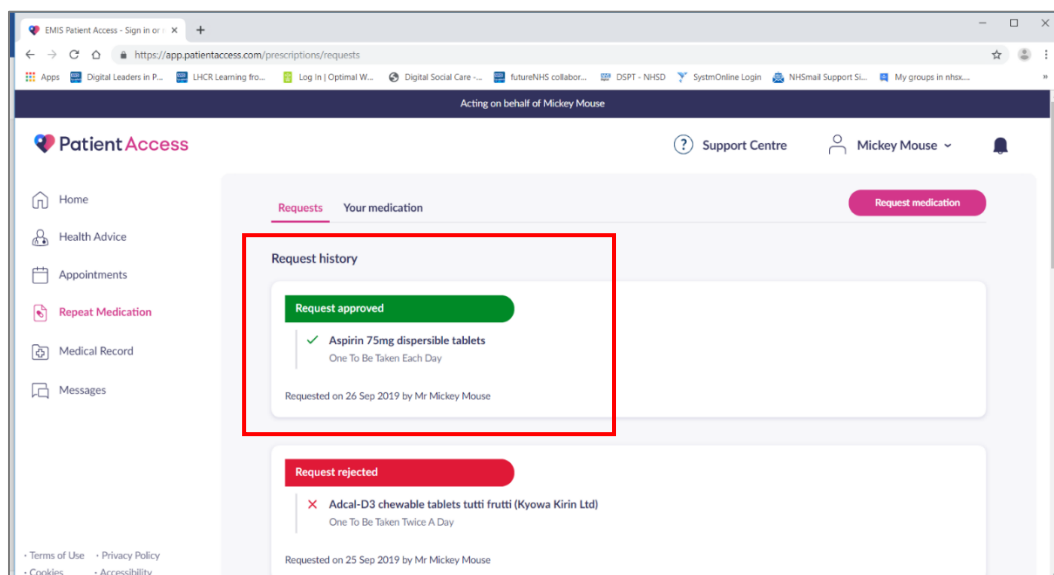 EMIS Patient Access - Sign in or
https://app.patientaccess.com/prescriptions/requests
Apps Digital Leaders in P... LHCR Learning fro... Log In | Optimal W... Digital Social Care -... futureNHS collabor... DSPT - NHSD SystmOnline Login NHSmail Support Si... My groups in nhsx...
Acting on behalf of Mickey Mouse
Patient Access
Support Centre
Mickey Mouse
Home
Health Advice
Appointments
Repeat Medication
Medical Record
Messages
Requests Your medication
Request medication
Request history
Request approved
Aspirin 75mg dispersible tablets
One To Be Taken Each Day
Requested on 26 Sep 2019 by Mr Mickey Mouse
Request rejected
Adcal-D3 chewable tablets tutti frutti (Kyowa Kirin Ltd)
One To Be Taken Twice A Day
Requested on 25 Sep 2019 by Mr Mickey Mouse
· Terms of Use · Privacy Policy
· Cookies · Accessibility